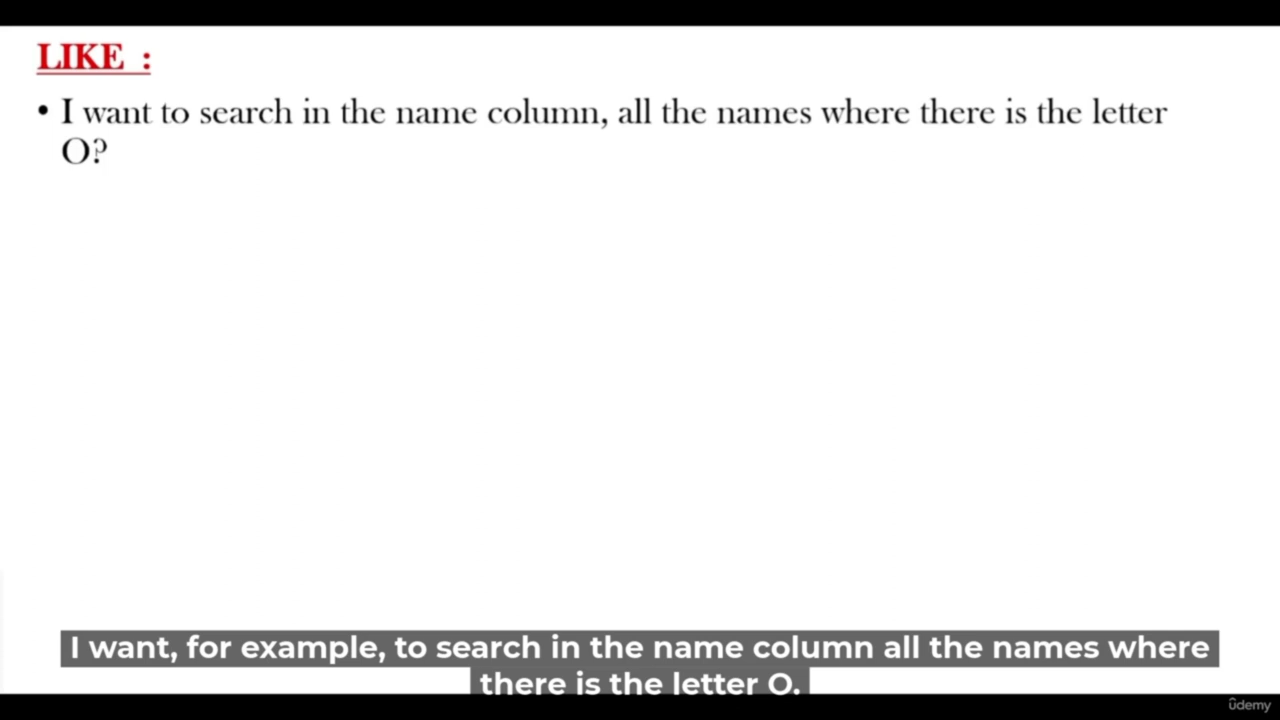 LIKE :
• I want to search in the name column, all the names where there is the letter
O?
I want, for example, to search in the name column all the names where
there is the letter O.
ûdemy